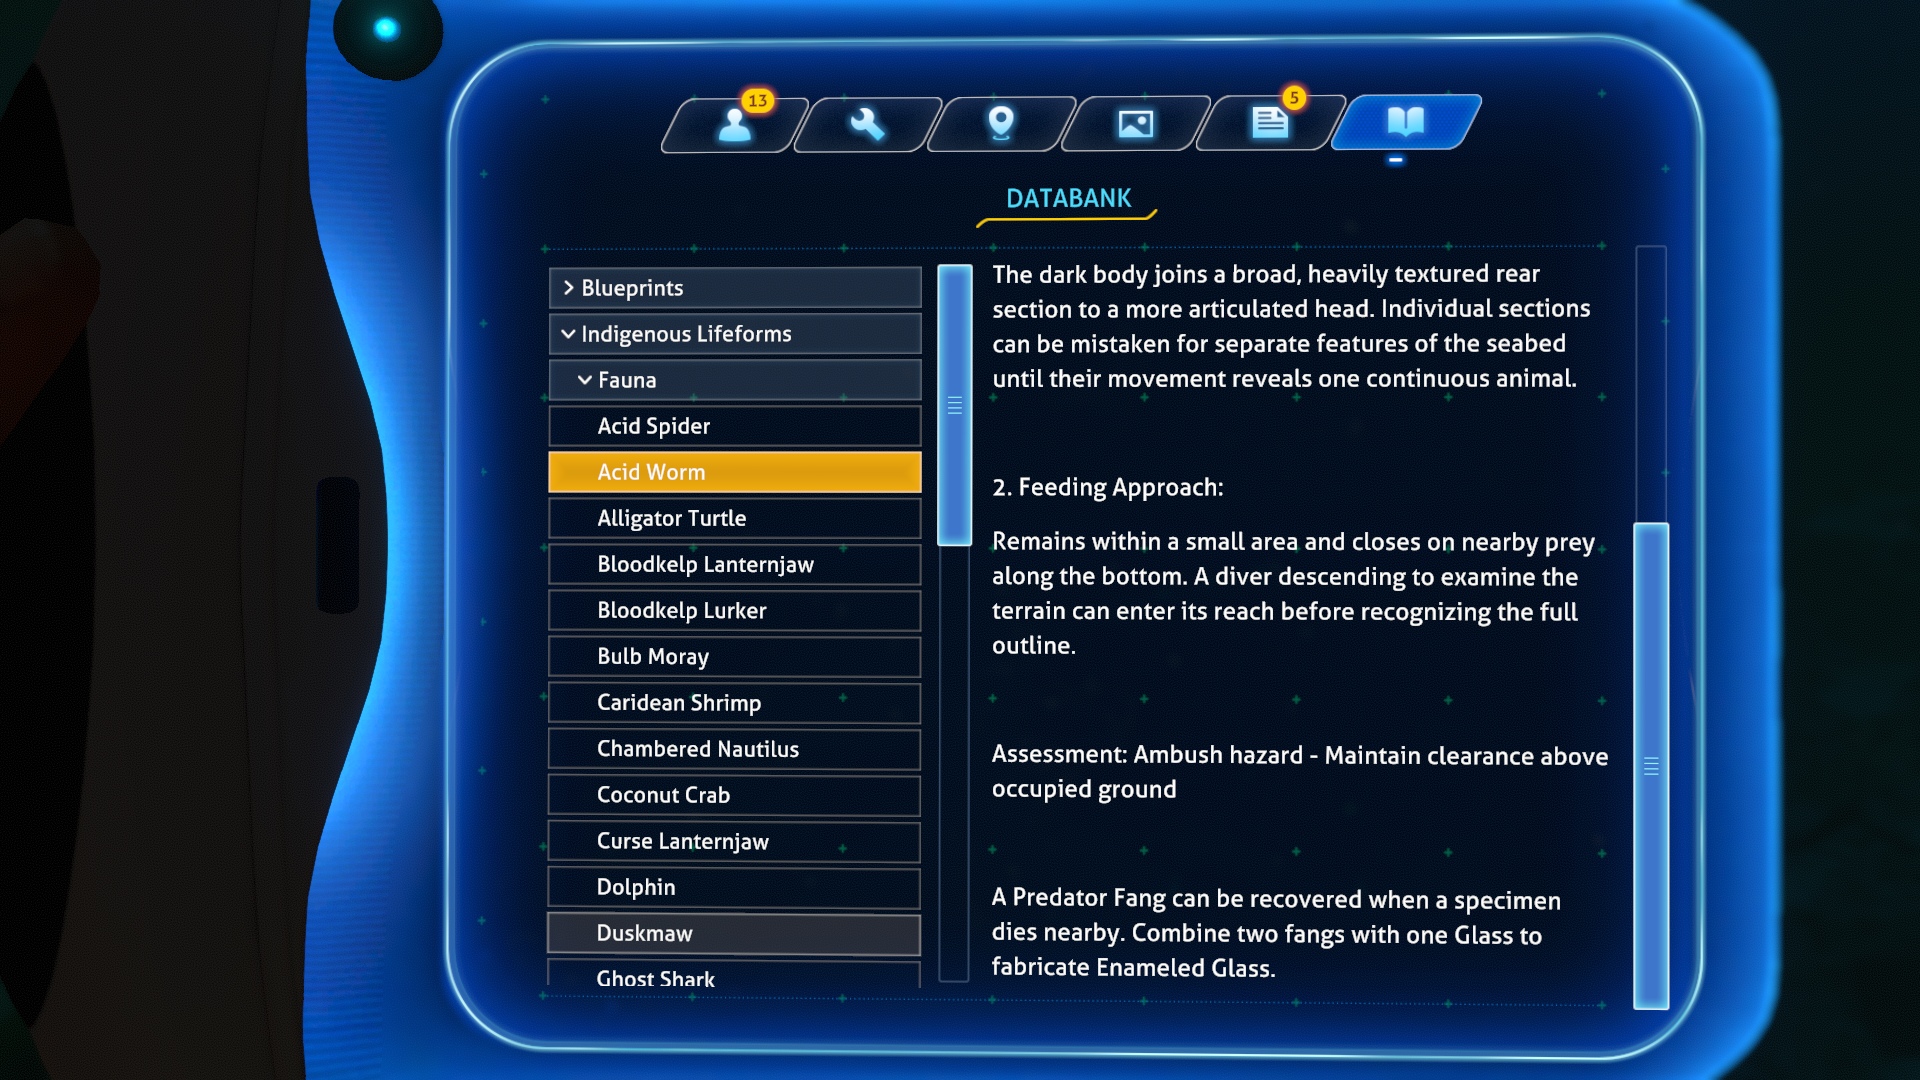 13
5
DATABANK
Blueprints
Indigenous Lifeforms
Fauna
Acid Spider
Acid Worm
Alligator Turtle
Bloodkelp Lanternjaw
Bloodkelp Lurker
Bulb Moray
Caridean Shrimp
Chambered Nautilus
Coconut Crab
Curse Lanternjaw
Dolphin
Duskmaw
Ghost Shark
The dark body joins a broad, heavily textured rear
section to a more articulated head. Individual sections
can be mistaken for separate features of the seabed
until their movement reveals one continuous animal.
2. Feeding Approach:
Remains within a small area and closes on nearby prey
along the bottom. A diver descending to examine the
terrain can enter its reach before recognizing the full
outline.
Assessment: Ambush hazard - Maintain clearance above
occupied ground
A Predator Fang can be recovered when a specimen
dies nearby. Combine two fangs with one Glass to
fabricate Enameled Glass.